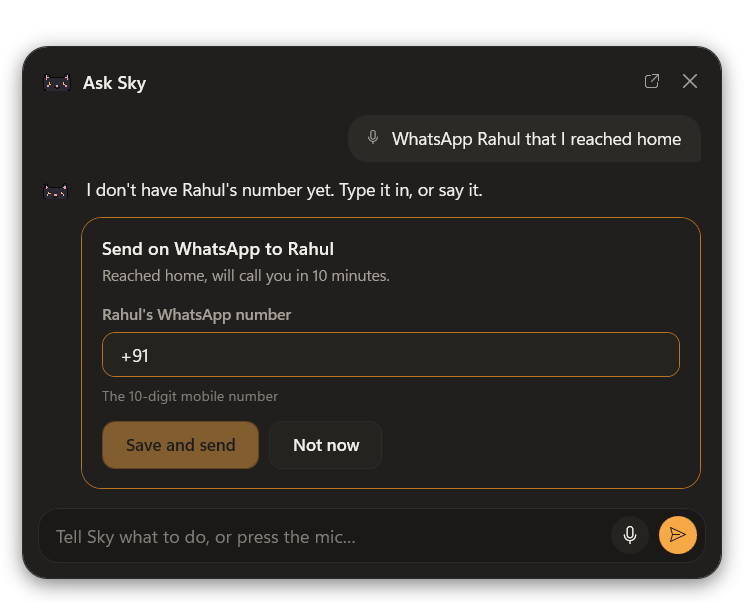 Ask Sky
WhatsApp Rahul that I reached home
I don't have Rahul's number yet. Type it in, or say it.
Send on WhatsApp to Rahul
Reached home, will call you in 10 minutes.
Rahul's WhatsApp number
+91
The 10-digit mobile number
Save and send
Not now
Tell Sky what to do, or press the mic...